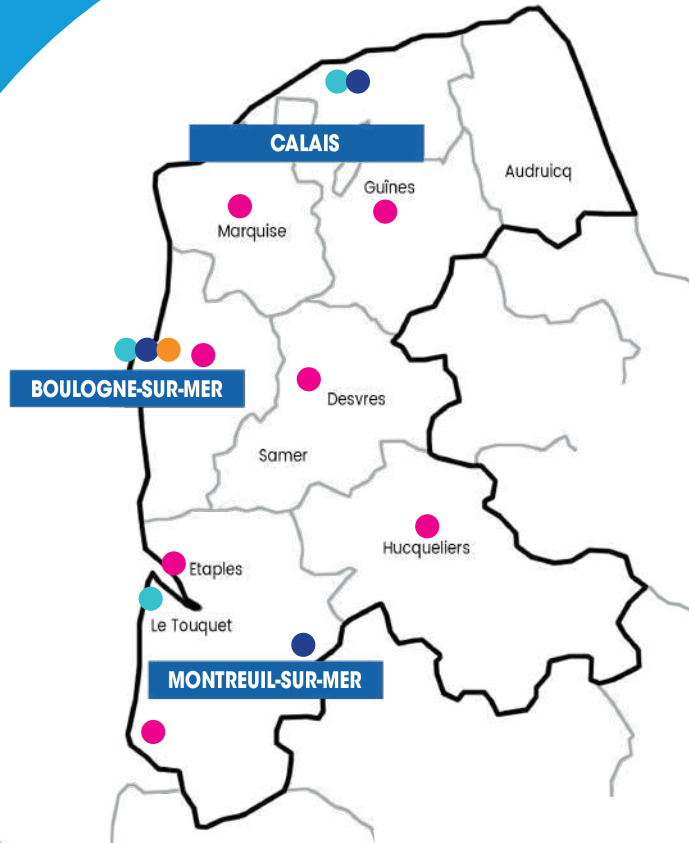 CALAIS
Audruicq
Guînes
Marquise
BOULOGNE-SUR-MER
Desvres
Samer
Hucqueliers
Etaples
Le Touquet
MONTREUIL-SUR-MER